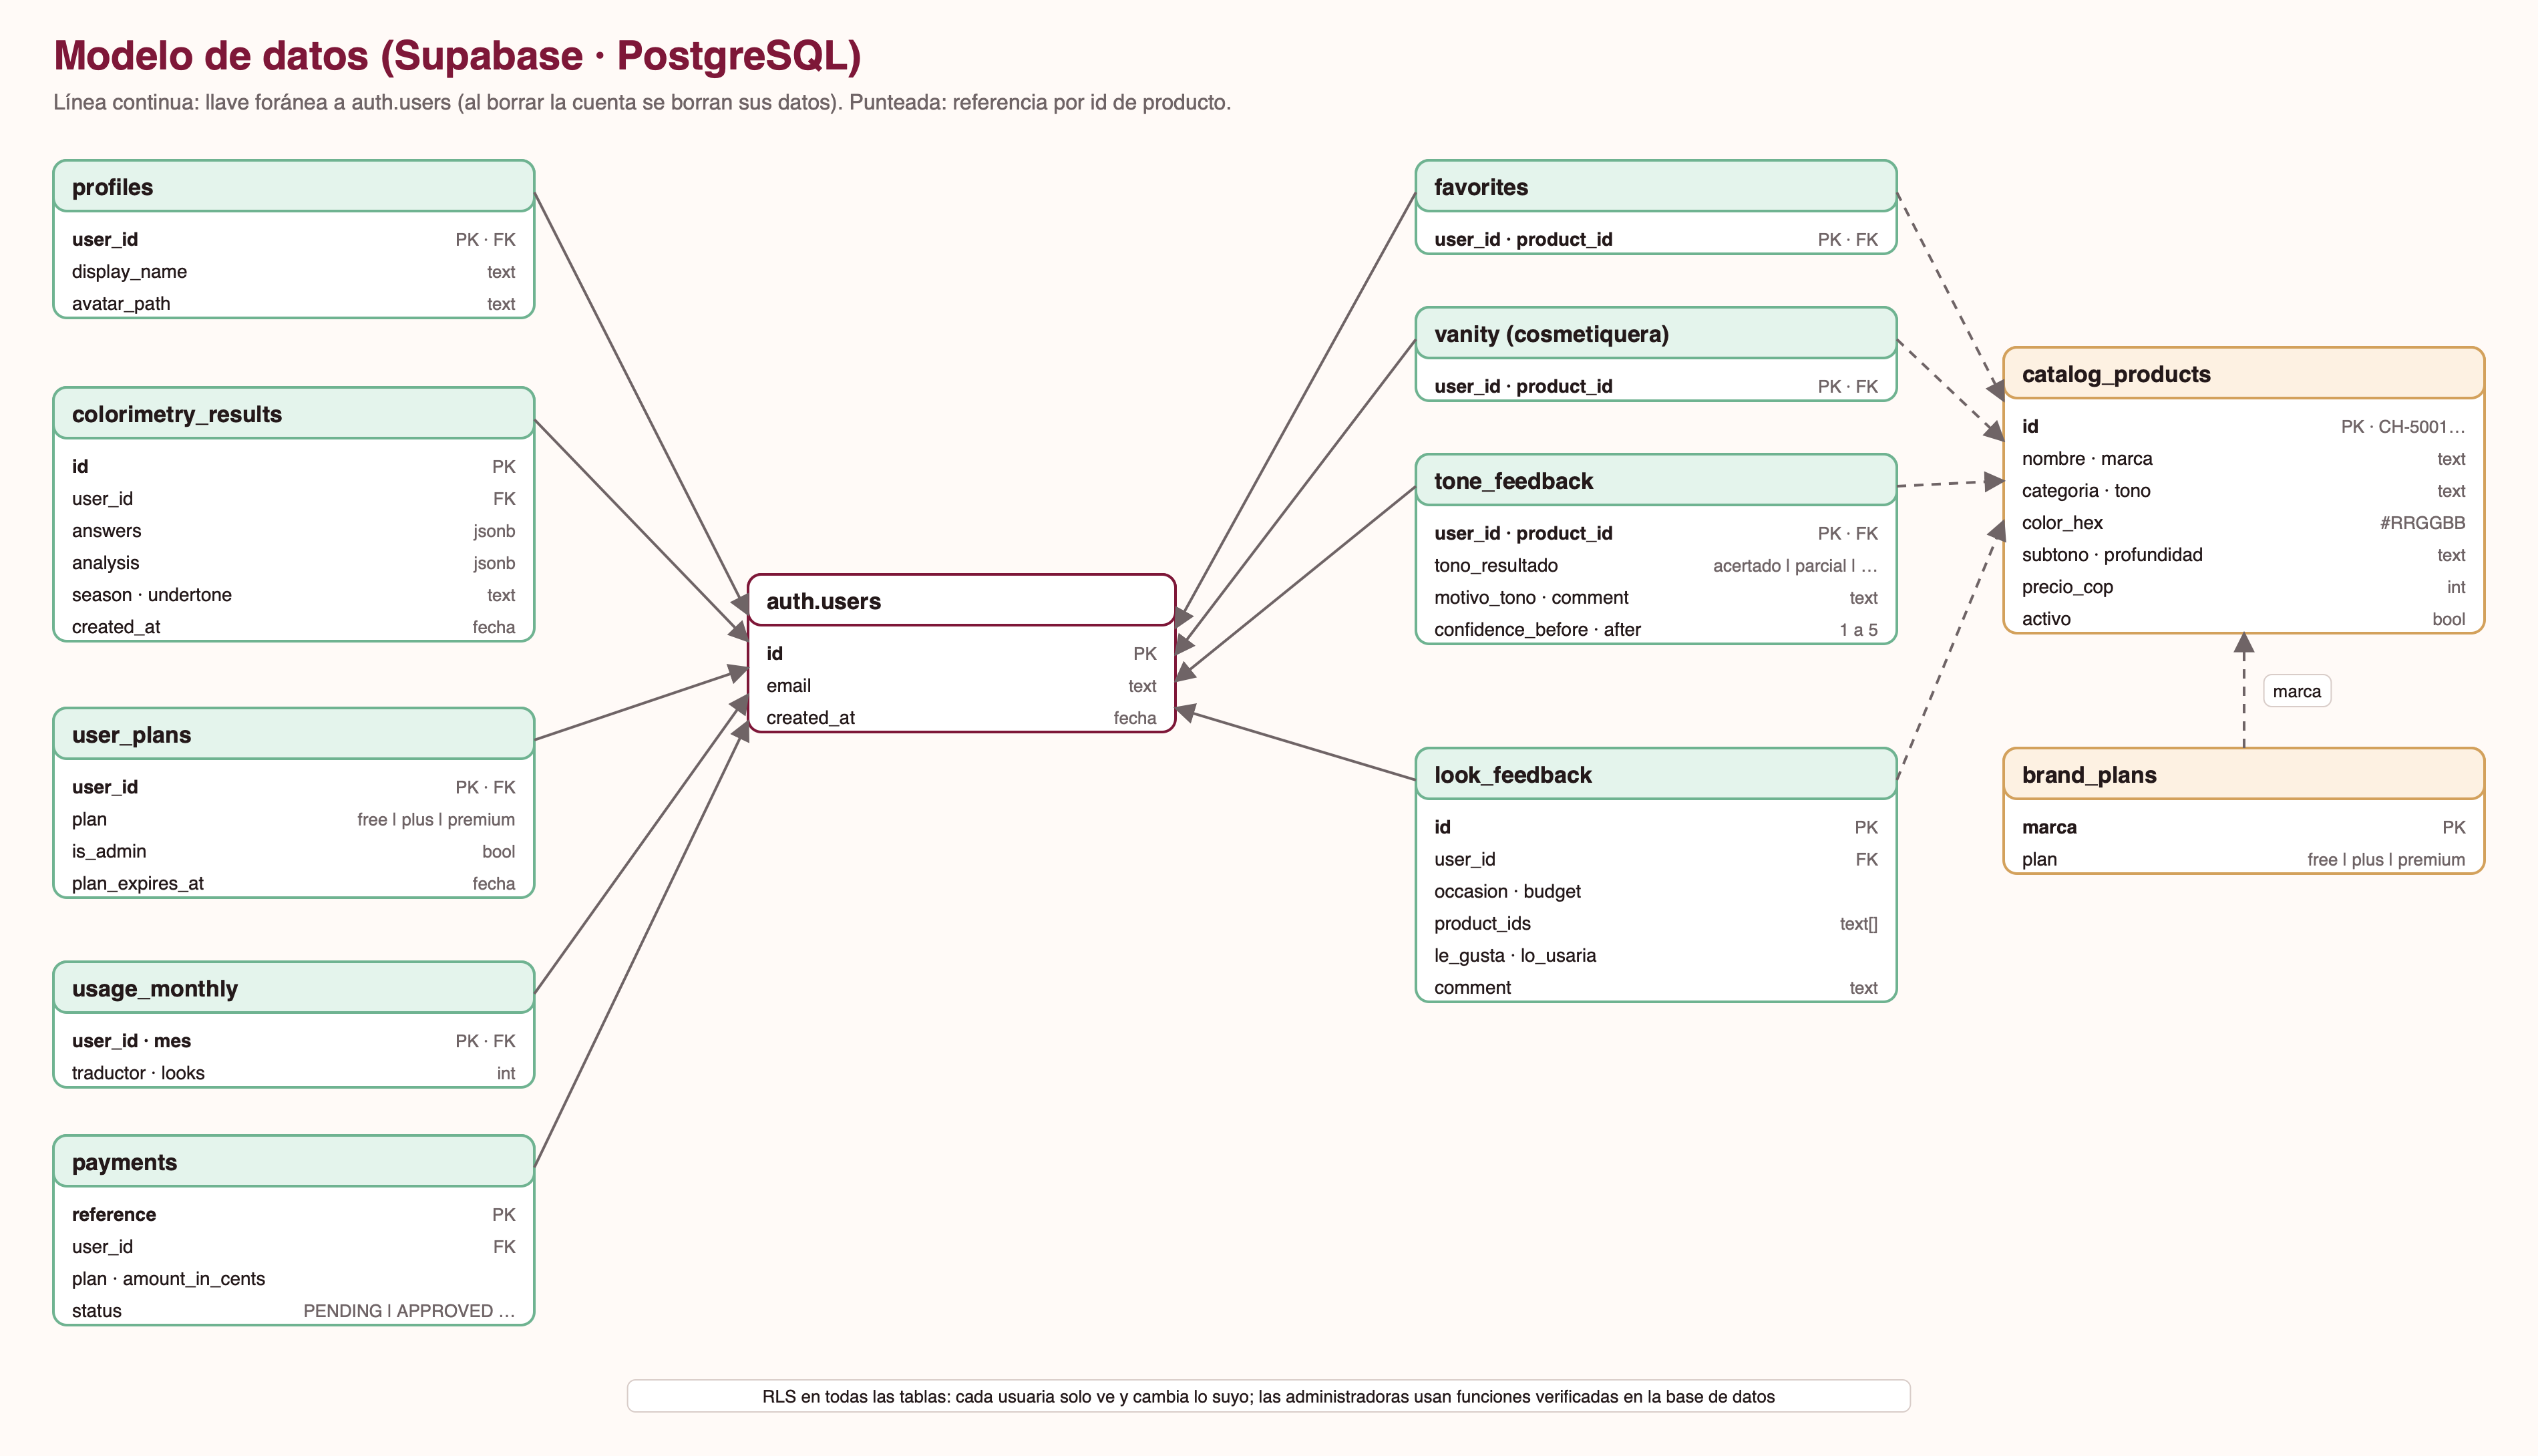 Modelo de datos (Supabase · PostgreSQL)
Línea continua: llave foránea a auth.users (al borrar la cuenta se borran sus datos). Punteada: referencia por id de producto.
profiles
user_id PK · FK
display_name text
avatar_path text
colorimetry_results
id PK
user_id FK
answers jsonb
analysis jsonb
season · undertone text
created_at fecha
user_plans
user_id PK · FK
plan free | plus | premium
is_admin bool
plan_expires_at fecha
usage_monthly
user_id · mes PK · FK
traductor · looks int
payments
reference PK
user_id FK
plan · amount_in_cents
status PENDING | APPROVED …
auth.users
id PK
email text
created_at fecha
favorites
user_id · product_id PK · FK
vanity (cosmetiquera)
user_id · product_id PK · FK
tone_feedback
user_id · product_id PK · FK
tono_resultado acertado | parcial | …
motivo_tono · comment text
confidence_before · after 1 a 5
look_feedback
id PK
user_id FK
occasion · budget
product_ids text[]
le_gusta · lo_usaria
comment text
catalog_products
id PK · CH-5001…
nombre · marca text
categoria · tono text
color_hex #RRGGBB
subtono · profundidad text
precio_cop int
activo bool
marca
brand_plans
marca PK
plan free | plus | premium
RLS en todas las tablas: cada usuaria solo ve y cambia lo suyo; las administradoras usan funciones verificadas en la base de datos